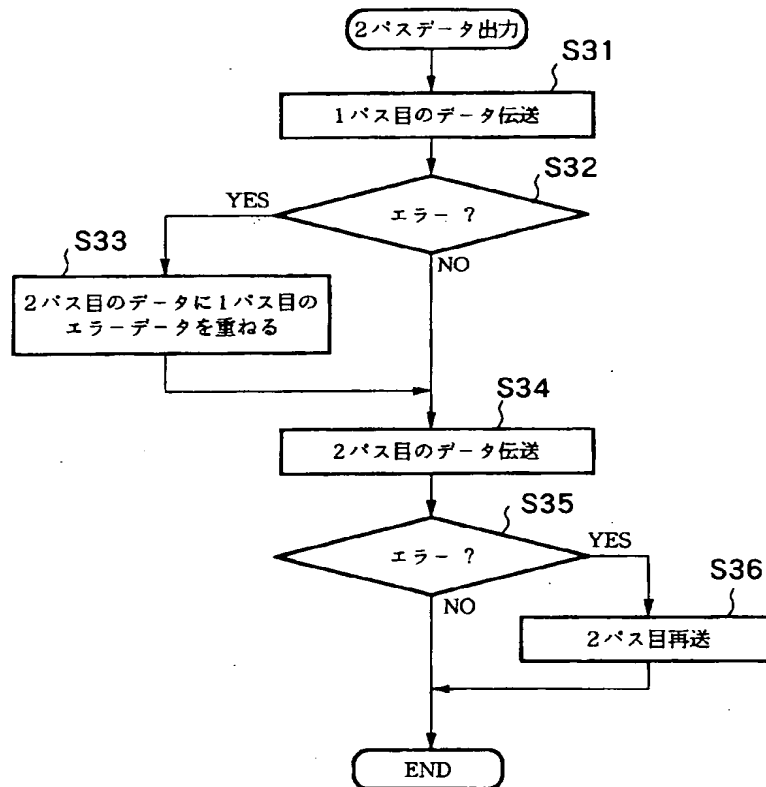 2パスデータ出力
S31
1パス目のデータ伝送
S32
エラー?
YES
NO
S33
2パス目のデータに1パス目の
エラーデータを重ねる
S34
2パス目のデータ伝送
S35
エラー?
YES
NO
S36
2パス目再送
END